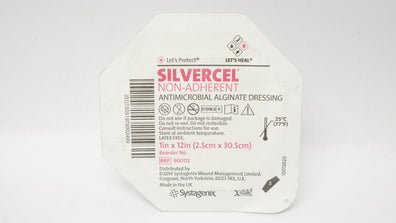 Let's Protect®
LET'S HEAL™
SILVERCEL™
NON-ADHERENT
ANTIMICROBIAL ALGINATE DRESSING
STERILE R
25°C
(77°F)
Do not use if package is damaged.
Do not re-use. Do not resterilize.
Consult instructions for use.
Store at ambient temperature.
LATEX FREE.
1in x 12in (2.5cm x 30.5cm)
Reorder No.
REF 900112
Distributed by
©2014 Systagenix Wound Management Limited,
Gargrave, North Yorkshire, BD23 3RX, U.K.
Made in the UK
Systagenix